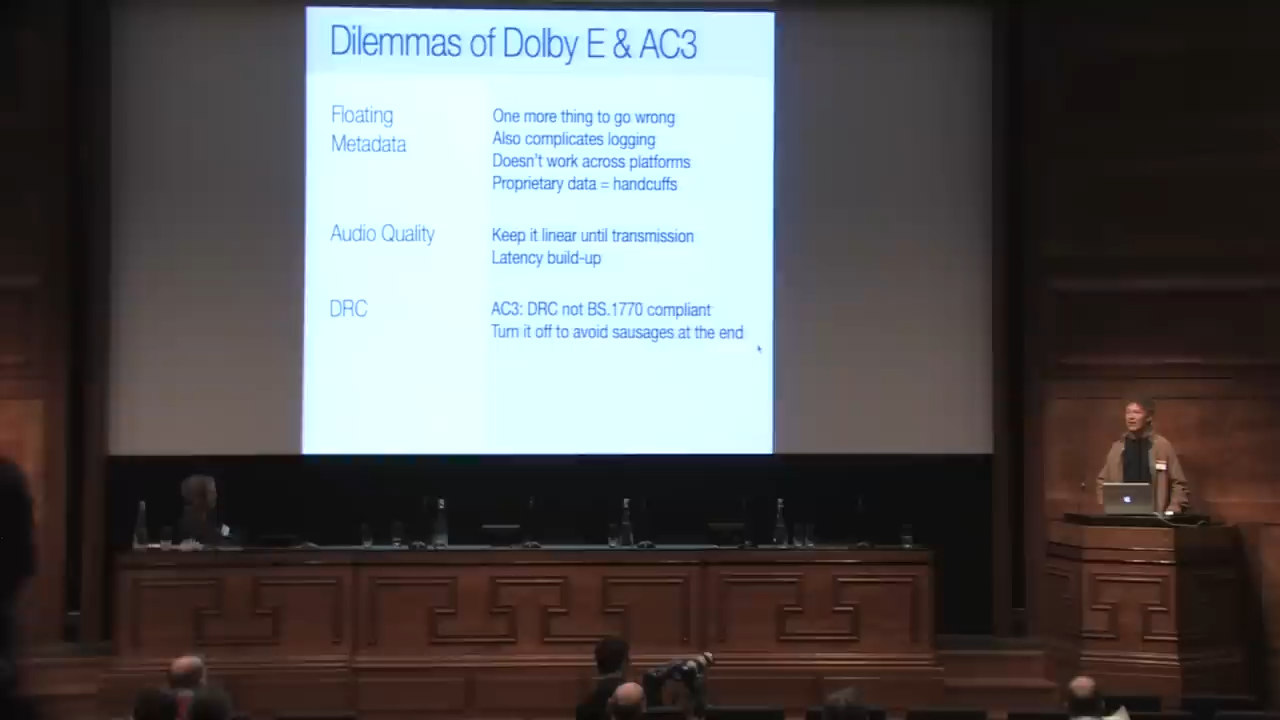 Dilemmas of Dolby E & AC3
Floating
Metadata
One more thing to go wrong
Also complicates logging
Doesn't work across platforms
Proprietary data = handcuffs
Audio Quality
Keep it linear until transmission
Latency build-up
DRC
AC3: DRC not BS.1770 compliant
Turn it off to avoid sausages at the end